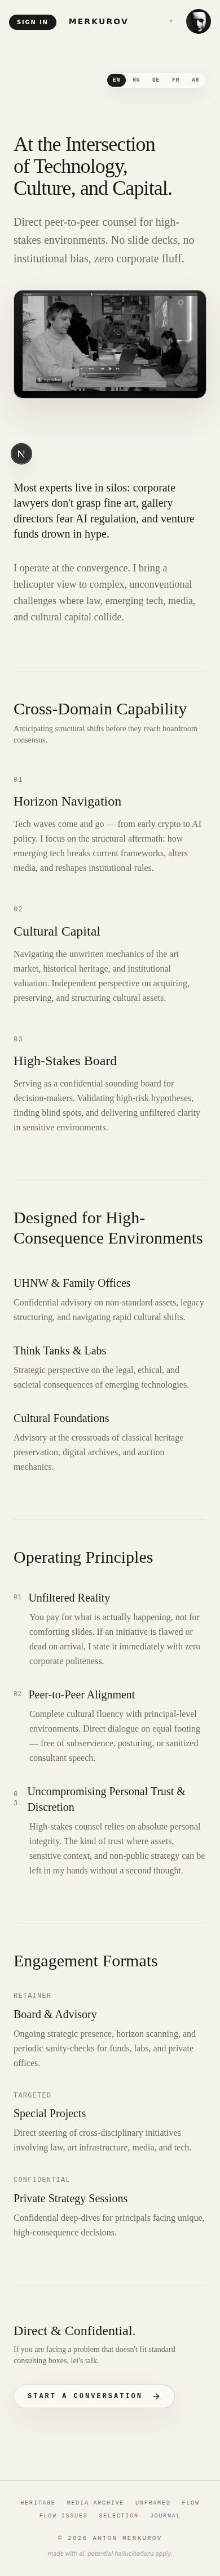 SIGN IN
MERKUROV
EN RU DE FR AR
At the Intersection
of Technology,
Culture, and Capital.
Direct peer-to-peer counsel for high-
stakes environments. No slide decks, no
institutional bias, zero corporate fluff.
N
Most experts live in silos: corporate
lawyers don't grasp fine art, gallery
directors fear AI regulation, and venture
funds drown in hype.
I operate at the convergence. I bring a
helicopter view to complex, unconventional
challenges where law, emerging tech, media,
and cultural capital collide.
Cross-Domain Capability
Anticipating structural shifts before they reach boardroom
consensus.
01
Horizon Navigation
Tech waves come and go — from early crypto to AI
policy. I focus on the structural aftermath: how
emerging tech breaks current frameworks, alters
media, and reshapes institutional rules.
02
Cultural Capital
Navigating the unwritten mechanics of the art
market, historical heritage, and institutional
valuation. Independent perspective on acquiring,
preserving, and structuring cultural assets.
03
High-Stakes Board
Serving as a confidential sounding board for
decision-makers. Validating high-risk hypotheses,
finding blind spots, and delivering unfiltered clarity
in sensitive environments.
Designed for High-
Consequence Environments
UHNW & Family Offices
Confidential advisory on non-standard assets, legacy
structuring, and navigating rapid cultural shifts.
Think Tanks & Labs
Strategic perspective on the legal, ethical, and
societal consequences of emerging technologies.
Cultural Foundations
Advisory at the crossroads of classical heritage
preservation, digital archives, and auction
mechanics.
Operating Principles
01 Unfiltered Reality
You pay for what is actually happening, not for
comforting slides. If an initiative is flawed or
dead on arrival, I state it immediately with zero
corporate politeness.
02 Peer-to-Peer Alignment
Complete cultural fluency with principal-level
environments. Direct dialogue on equal footing
— free of subservience, posturing, or sanitized
consultant speech.
03 Uncompromising Personal Trust &
Discretion
High-stakes counsel relies on absolute personal
integrity. The kind of trust where assets,
sensitive context, and non-public strategy can be
left in my hands without a second thought.
Engagement Formats
RETAINER
Board & Advisory
Ongoing strategic presence, horizon scanning, and
periodic sanity-checks for funds, labs, and private
offices.
TARGETED
Special Projects
Direct steering of cross-disciplinary initiatives
involving law, art infrastructure, media, and tech.
CONFIDENTIAL
Private Strategy Sessions
Confidential deep-dives for principals facing unique,
high-consequence decisions.
Direct & Confidential.
If you are facing a problem that doesn't fit standard
consulting boxes, let's talk.
START A CONVERSATION →
HERITAGE MEDIA ARCHIVE UNFRAMED FLOW
FLOW ISSUES SELECTION JOURNAL
© 2026 ANTON MERKUROV
made with ai. potential hallucinations apply.